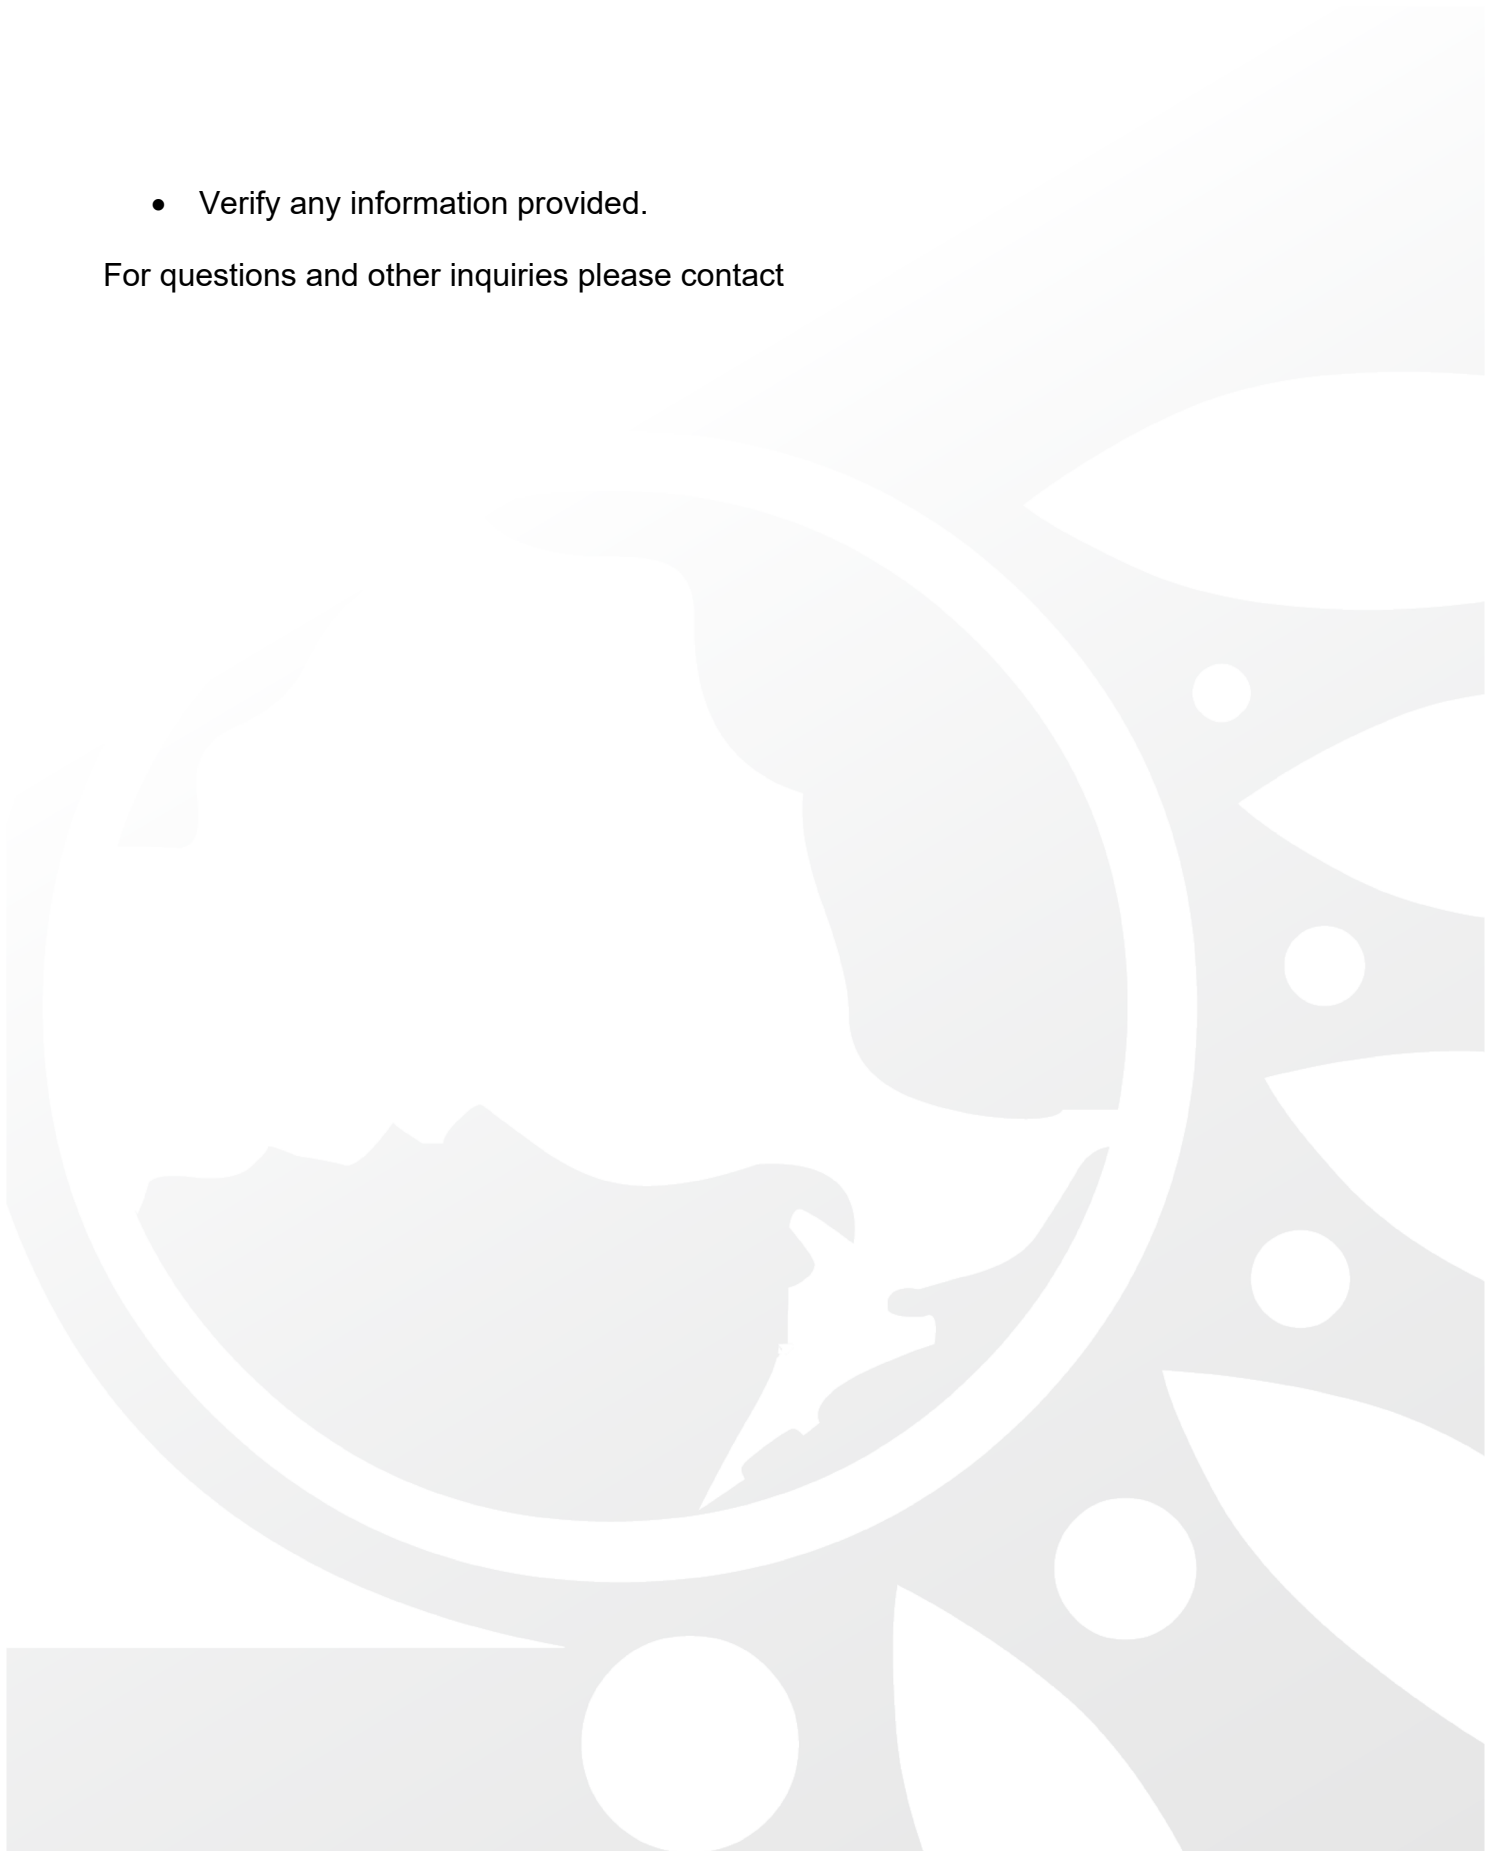 • Verify any information provided.
For questions and other inquiries please contact